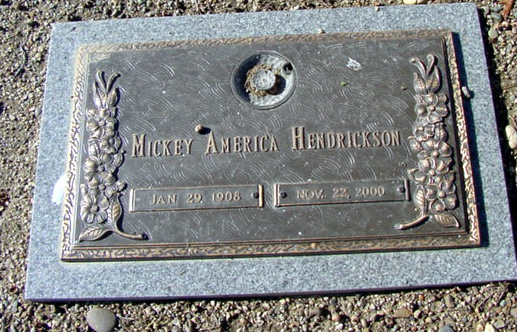 MICKEY AMERICA HENDRICKSON
JAN 29, 1908 NOV. 22, 2000